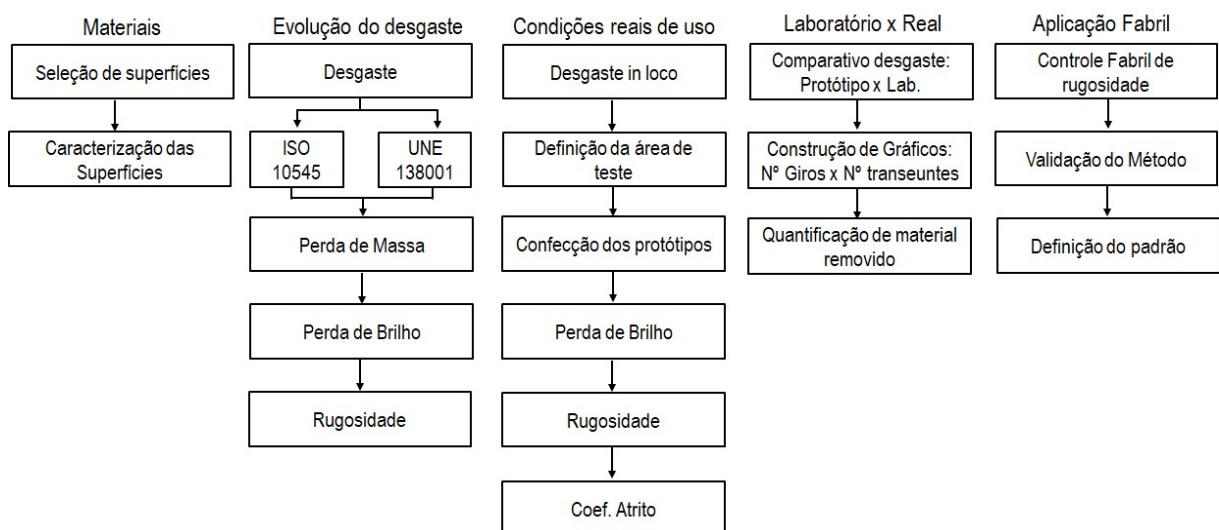 Materiais
Seleção de superfícies
Caracterização das
Superfícies
Evolução do desgaste
Desgaste
ISO
10545
UNE
138001
Perda de Massa
Perda de Brilho
Rugosidade
Condições reais de uso
Desgaste in loco
Definição da área de
teste
Confecção dos protótipos
Perda de Brilho
Rugosidade
Coef. Atrito
Laboratório x Real
Comparativo desgaste:
Protótipo x Lab.
Construção de Gráficos:
Nº Giros x Nº transeuntes
Quantificação de material
removido
Aplicação Fabril
Controle Fabril de
rugosidade
Validação do Método
Definição do padrão